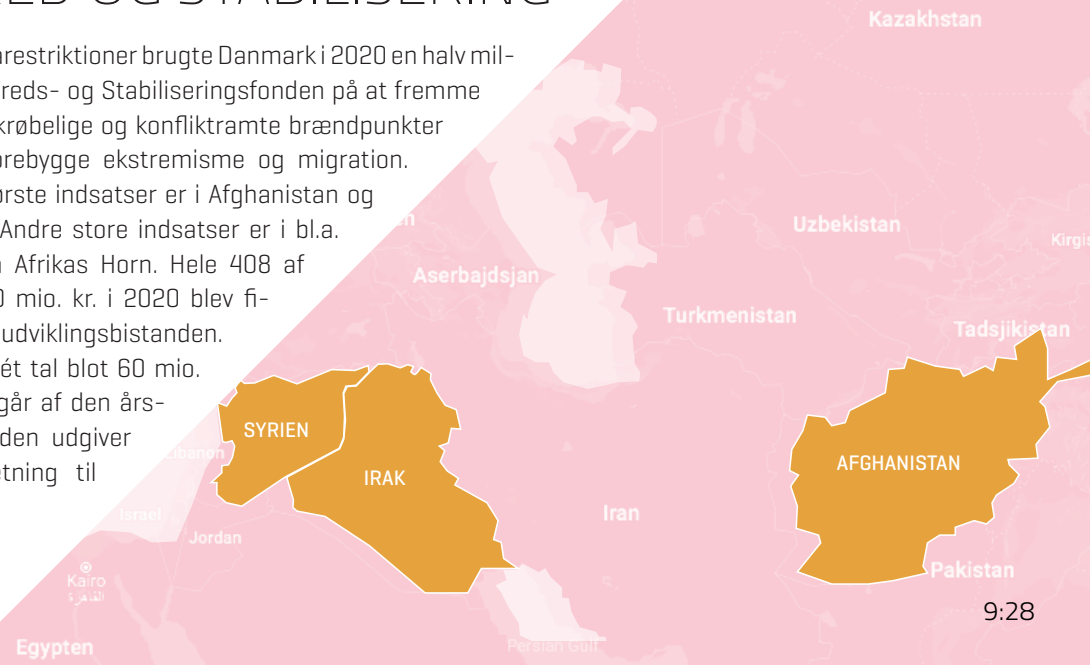 ED OG STABILISERING
arestriktioner brugte Danmark i 2020 en halv mil-
reds- og Stabiliseringsfonden på at fremme
krøbelige og konfliktramte brændpunkter
orebygge ekstremisme og migration.
ørste indsatser er i Afghanistan og
Andre store indsatser er i bl.a.
Afrikas Horn. Hele 408 af
0 mio. kr. i 2020 blev fi-
udviklingsbistanden.
ét tal blot 60 mio.
går af den års-
den udgiver
etning til
Kazakhstan
Uzbekistan
Kirgis
Aserbajdsjan
Turkmenistan
Tadsjikistan
SYRIEN
Libanon
IRAK
AFGHANISTAN
Israel
Iran
Jordan
Kairo
القاهرة
Pakistan
9:28
Egypten
Persian Gulf